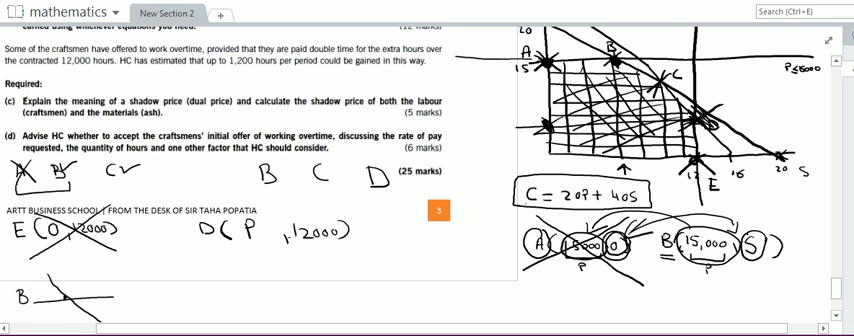 mathematics
New Section 2
Search (Ctrl+E)
earned using whichever equations you need.
(12 marks)
Some of the craftsmen have offered to work overtime, provided that they are paid double time for the extra hours over
the contracted 12,000 hours. HC has estimated that up to 1,200 hours per period could be gained in this way.
Required:
(c) Explain the meaning of a shadow price (dual price) and calculate the shadow price of both the labour
(craftsmen) and the materials (ash).
(5 marks)
(d) Advise HC whether to accept the craftsmen's initial offer of working overtime, discussing the rate of pay
requested, the quantity of hours and one other factor that HC should consider.
(6 marks)
A B C
B C D
(25 marks)
ARTT BUSINESS SCHOOL | FROM THE DESK OF SIR TAHA POPATIA
3
E (0, 12000)
D( P , 12000)
B
20
A
B
15
P≤15000
C
D
12 16 20 S
E
C = 20P + 40S
A (15000, 0)
P
B (15,000, S)
P